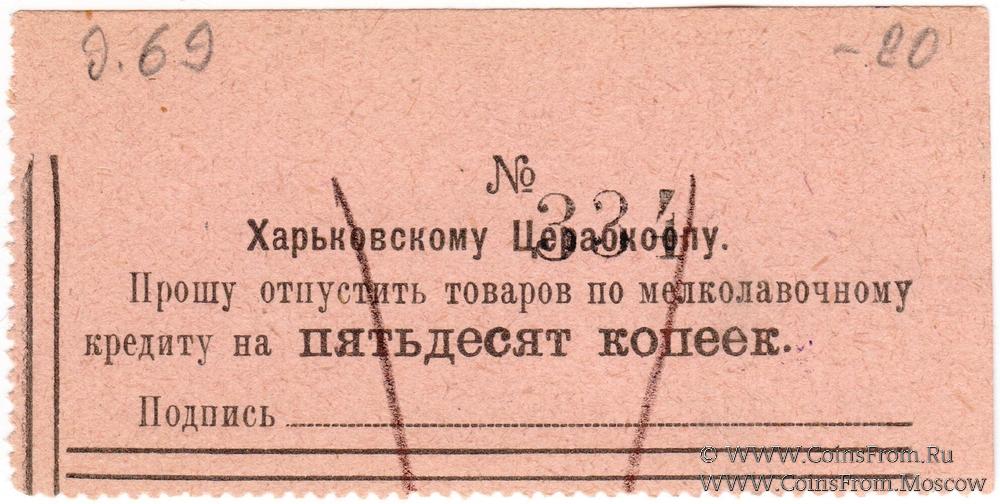 0.69 -20
№
334
Харьковскому Церабкоопу.
Прошу отпустить товаров по мелколавочному
кредиту на пятьдесят копеек.
Подпись
© WWW.CoinsFrom.Ru
www.CoinsFrom.Moscow